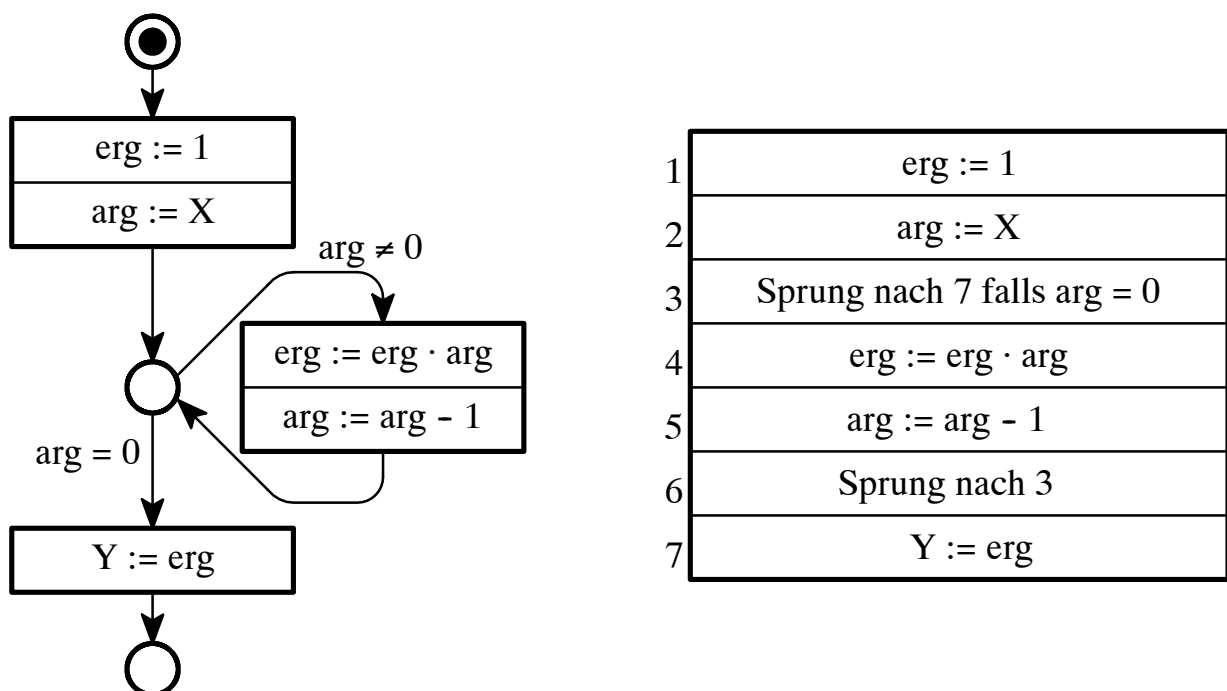 erg := 1
arg := X
arg ≠ 0
erg := erg · arg
arg := arg - 1
arg = 0
Y := erg
1 erg := 1
2 arg := X
3 Sprung nach 7 falls arg = 0
4 erg := erg · arg
5 arg := arg - 1
6 Sprung nach 3
7 Y := erg